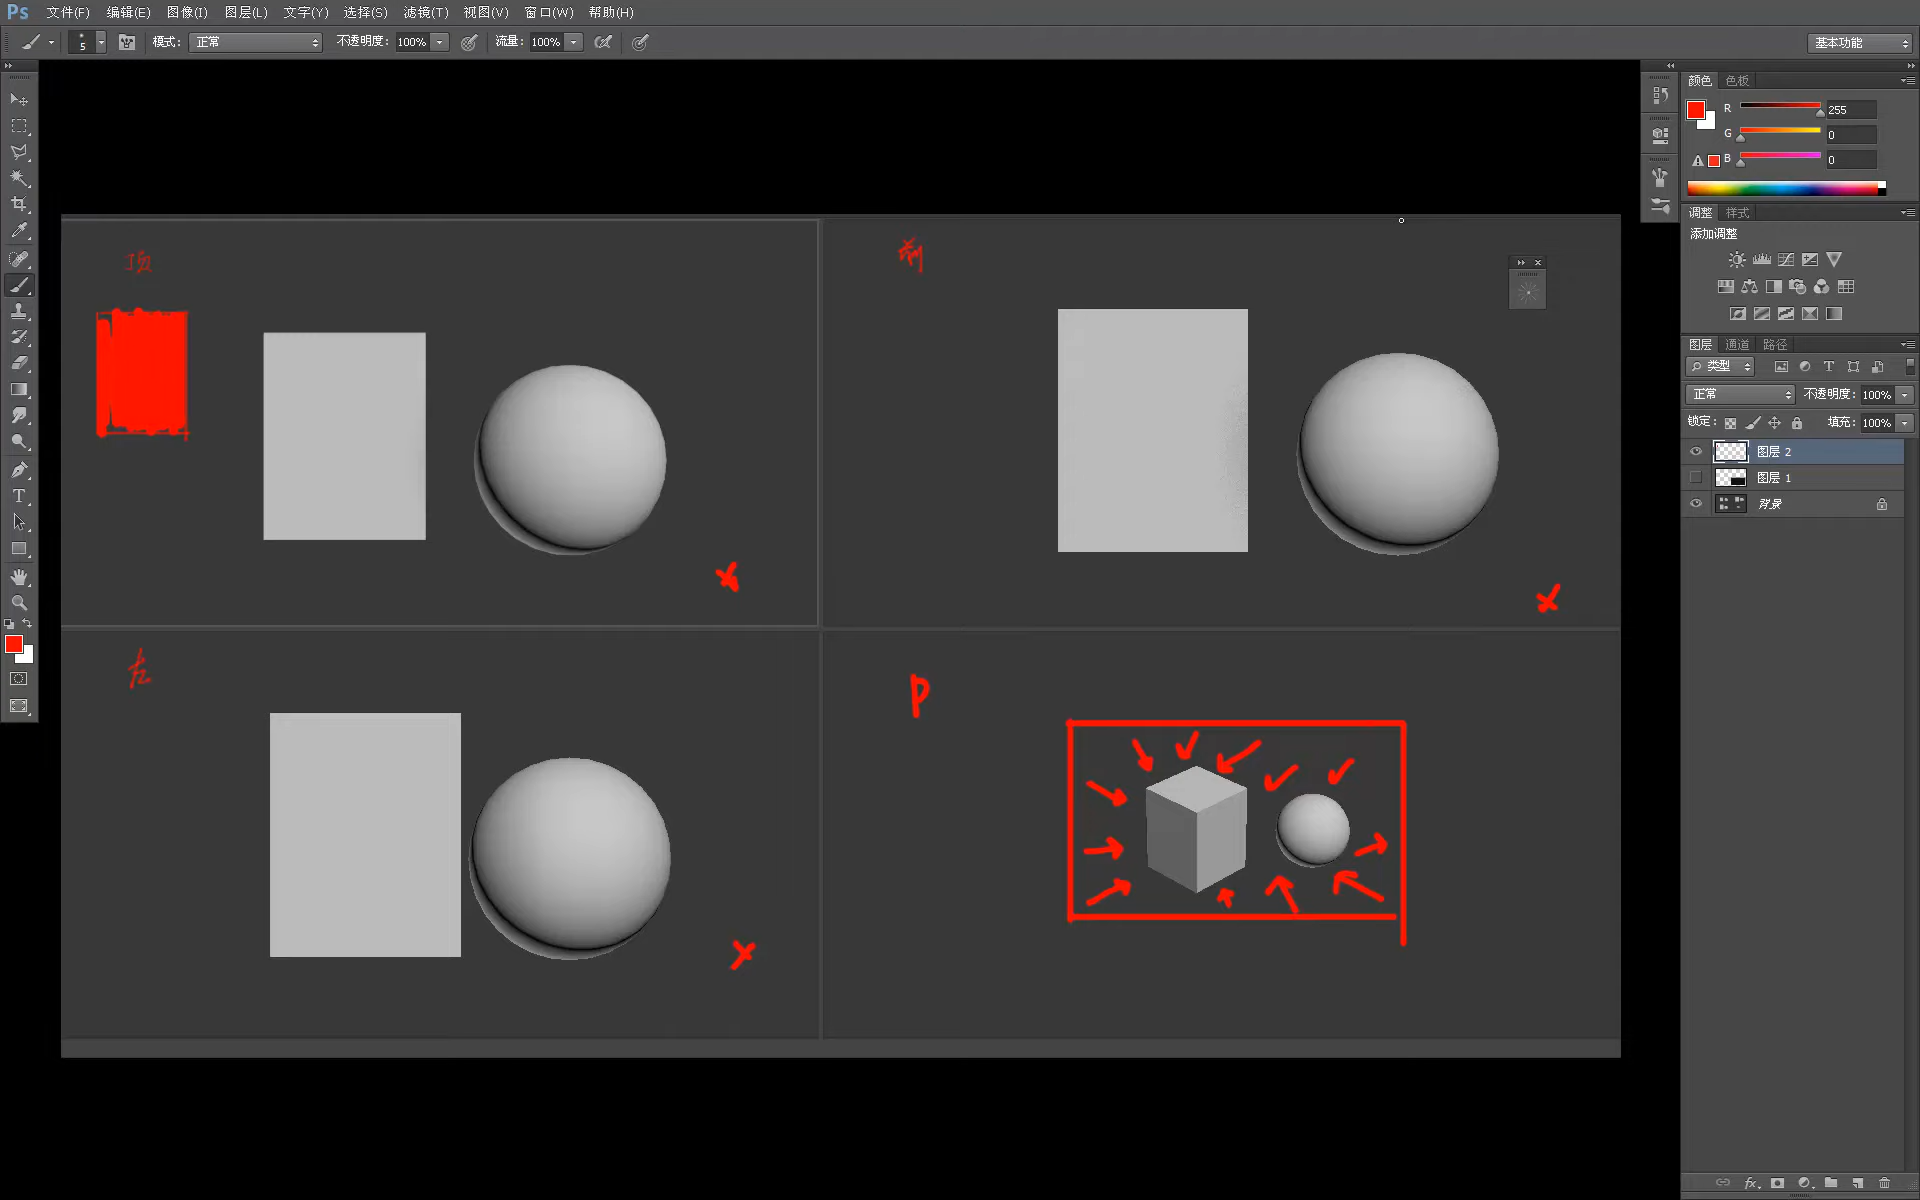 Ps 文件(F) 编辑(E) 图像(I) 图层(L) 文字(Y) 选择(S) 滤镜(T) 视图(V) 窗口(W) 帮助(H)
5 模式: 正常 不透明度: 100% 流量: 100% 基本功能
颜色 色板
R 255
G 0
B 0
调整 样式
添加调整
图层 通道 路径
类型
正常 不透明度: 100%
锁定: 填充: 100%
图层 2
图层 1
背景
顶
前
左
P